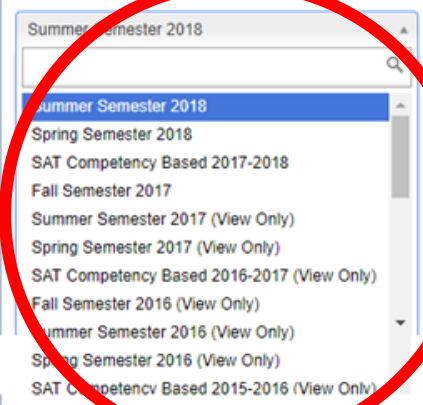 Summer Semester 2018
Summer Semester 2018
Spring Semester 2018
SAT Competency Based 2017-2018
Fall Semester 2017
Summer Semester 2017 (View Only)
Spring Semester 2017 (View Only)
SAT Competency Based 2016-2017 (View Only)
Fall Semester 2016 (View Only)
Summer Semester 2016 (View Only)
Spring Semester 2016 (View Only)
SAT Competency Based 2015-2016 (View Only)